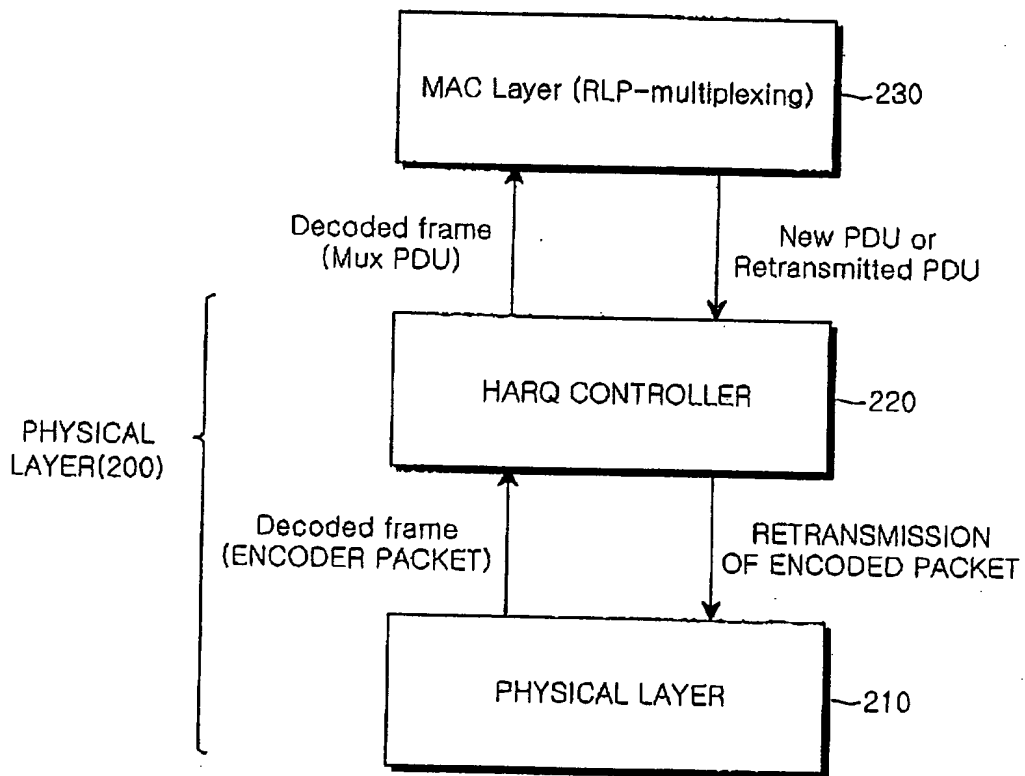 MAC Layer (RLP-multiplexing)
230
Decoded frame
(Mux PDU)
New PDU or
Retransmitted PDU
HARQ CONTROLLER
220
PHYSICAL
LAYER(200)
Decoded frame
(ENCODER PACKET)
RETRANSMISSION
OF ENCODED PACKET
PHYSICAL LAYER
210